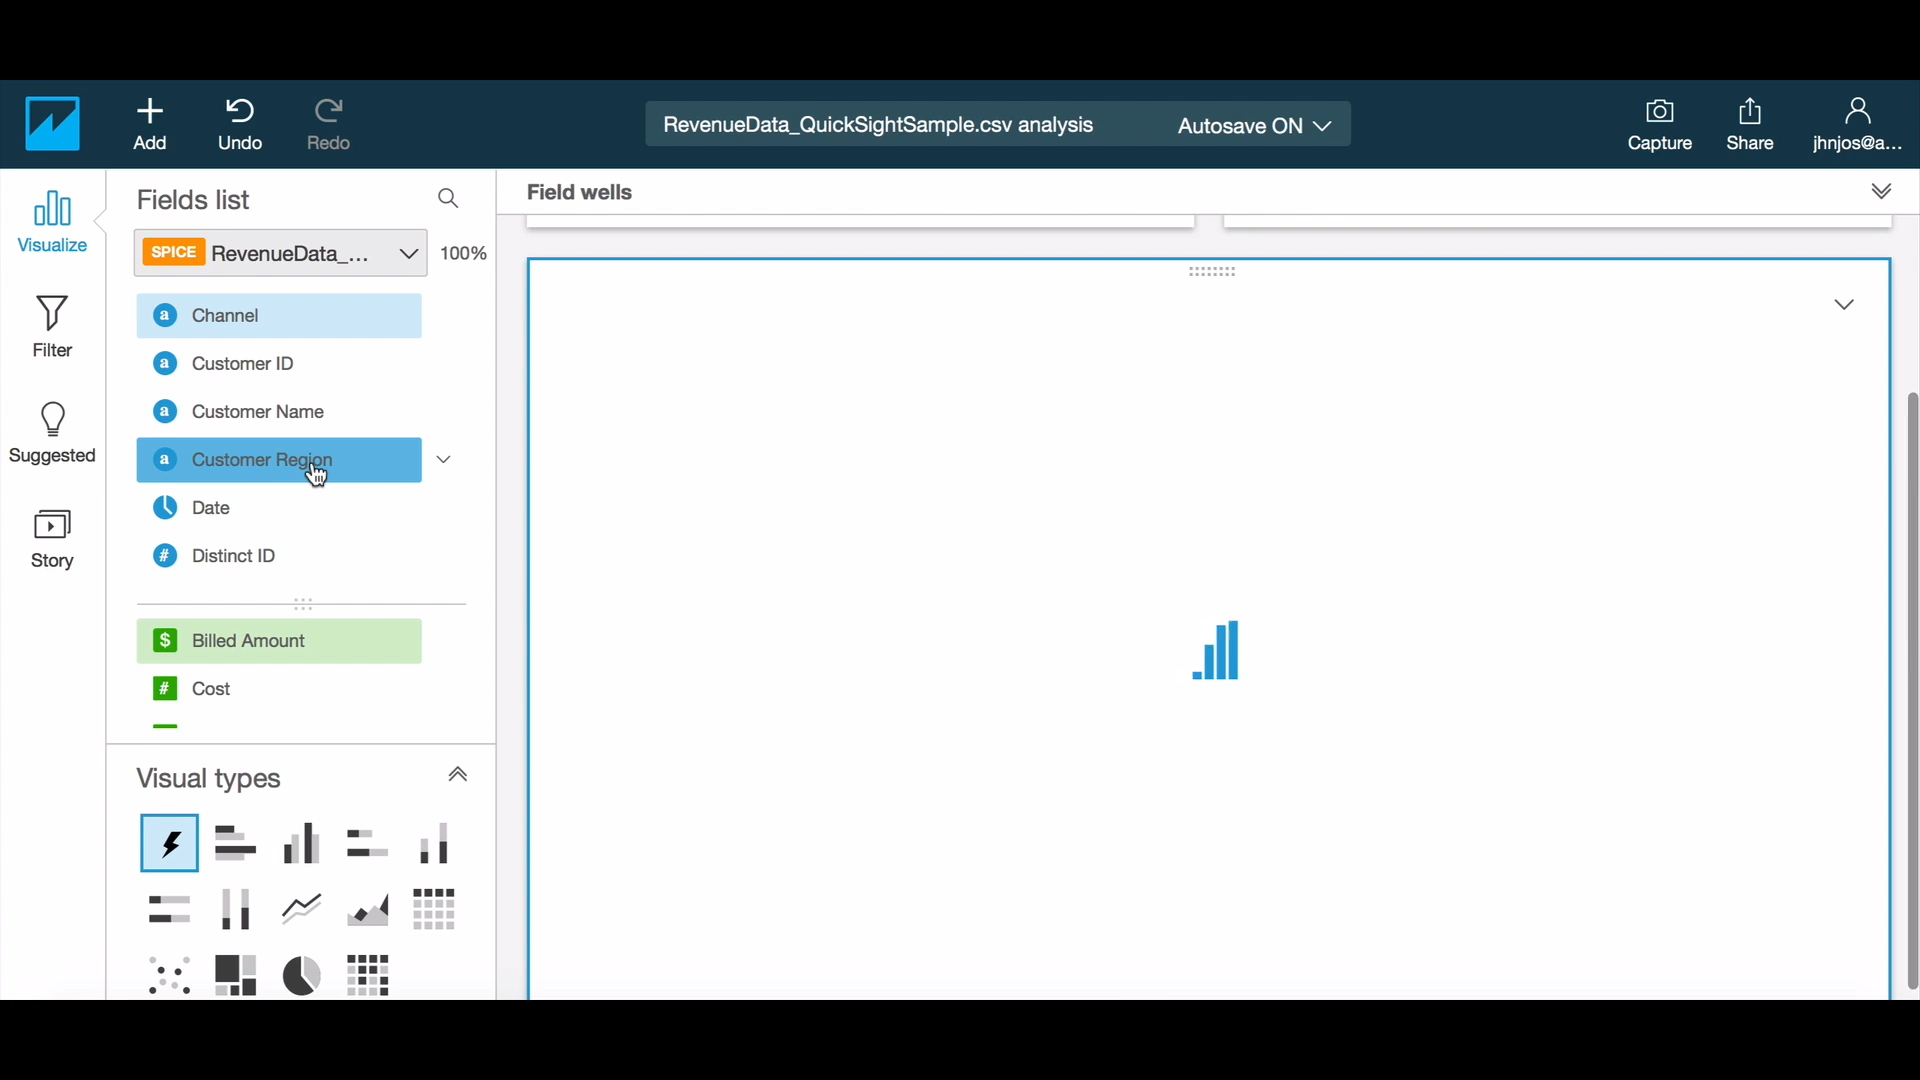 Add
Undo
Redo
RevenueData_QuickSightSample.csv analysis
Autosave ON
Capture
Share
jhnjos@a...
Visualize
Filter
Suggested
Story
Fields list
SPICE RevenueData_... 100%
a Channel
a Customer ID
a Customer Name
a Customer Region
Date
# Distinct ID
$ Billed Amount
# Cost
Visual types
Field wells